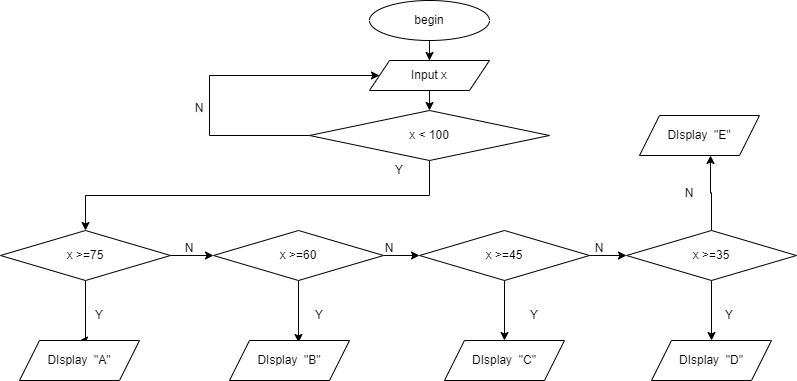 begin
Input x
N
x < 100
DIsplay "E"
Y
N
x >=75
N
x >=60
N
x >=45
N
x >=35
Y
Y
Y
Y
DIsplay "A"
DIsplay "B"
DIsplay "C"
DIsplay "D"